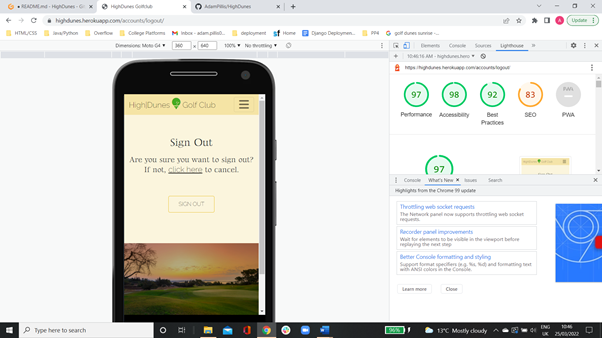 README.md - HighDunes - G
HighDunes Golfclub
AdamPillis/HighDunes
highdunes.herokuapp.com/accounts/logout/
Update
HTML/CSS
Java/Python
Overflow
College Platforms
deployment
Home
Django Deploymen...
PP4
golf dunes sunrise -...
Dimensions: Moto G4
360
640
100%
No throttling
Elements
Console
Sources
Lighthouse
10:46:16 AM - highdunes.hero
https://highdunes.herokuapp.com/accounts/logout
97
98
92
83
Performance
Accessibility
Best Practices
SEO
PWA
97
High|Dunes Golf Club
Sign Out
Are you sure you want to sign out?
If not, click here to cancel.
SIGN OUT
Console
What's New
Issues
Search
Highlights from the Chrome 99 update
Throttling web socket requests
The Network panel now supports throttling web socket
requests.
Recorder panel improvements
Wait for elements to be visible in the viewport before
replaying the next step
Better Console formatting and styling
Support format specifiers (e.g, %s, %d) and formatting text
with ANSI colors in the Console.
Learn more
Close
Type here to search
96%
13°C Mostly cloudy
ENG
UK
10:46
25/03/2022